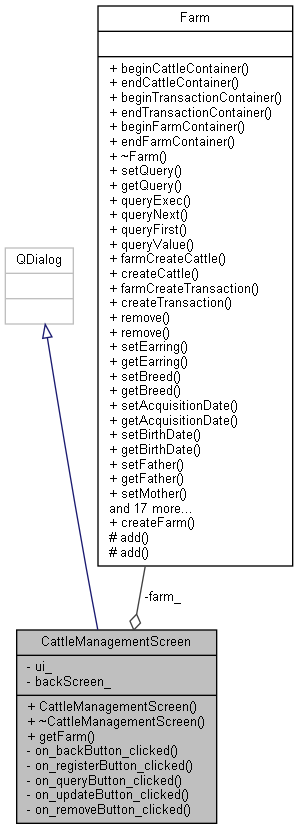 Farm
+ beginCattleContainer()
+ endCattleContainer()
+ beginTransactionContainer()
+ endTransactionContainer()
+ beginFarmContainer()
+ endFarmContainer()
+ ~Farm()
+ setQuery()
+ getQuery()
+ queryExec()
+ queryNext()
+ queryFirst()
+ queryValue()
+ farmCreateCattle()
+ createCattle()
+ farmCreateTransaction()
+ createTransaction()
+ remove()
+ remove()
+ setEarring()
+ getEarring()
+ setBreed()
+ getBreed()
+ setAcquisitionDate()
+ getAcquisitionDate()
+ setBirthDate()
+ getBirthDate()
+ setFather()
+ getFather()
+ setMother()
and 17 more...
+ createFarm()
# add()
# add()
QDialog
-farm_
CattleManagementScreen
- ui_
- backScreen_
+ CattleManagementScreen()
+ ~CattleManagementScreen()
+ getFarm()
- on_backButton_clicked()
- on_registerButton_clicked()
- on_queryButton_clicked()
- on_updateButton_clicked()
- on_removeButton_clicked()